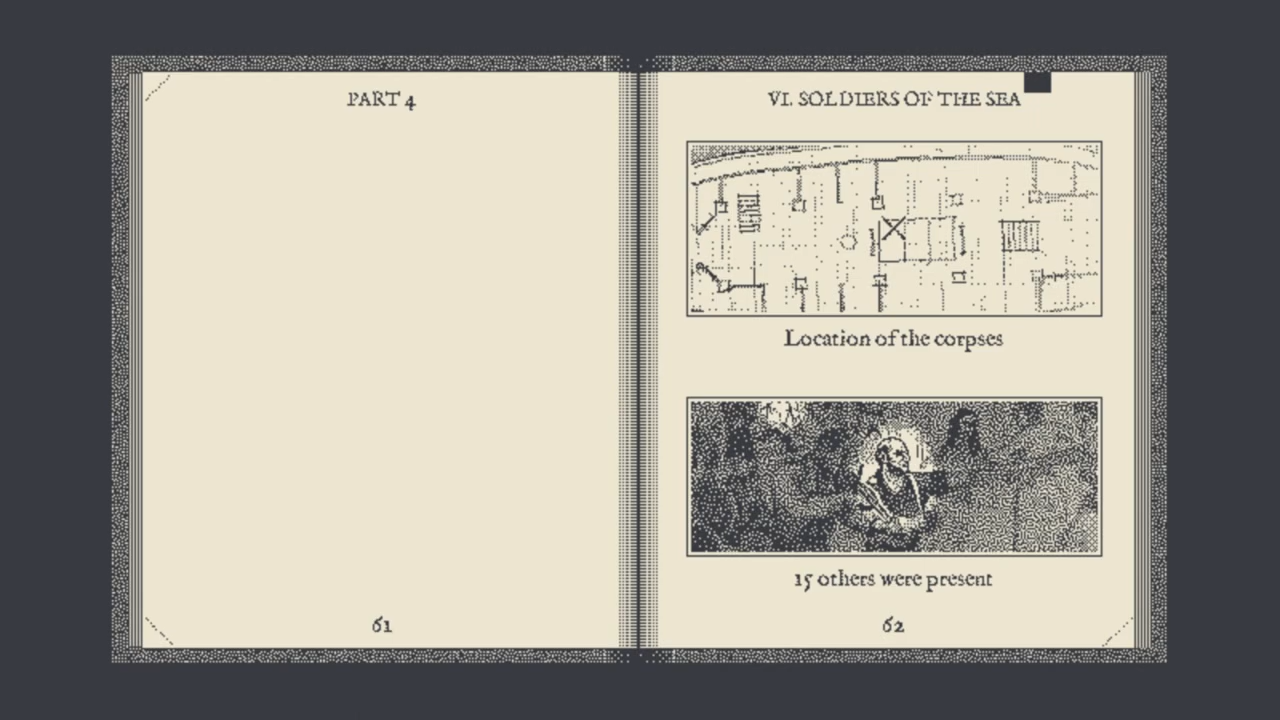 PART 4
61
VI. SOLDIERS OF THE SEA
Location of the corpses
15 others were present
62